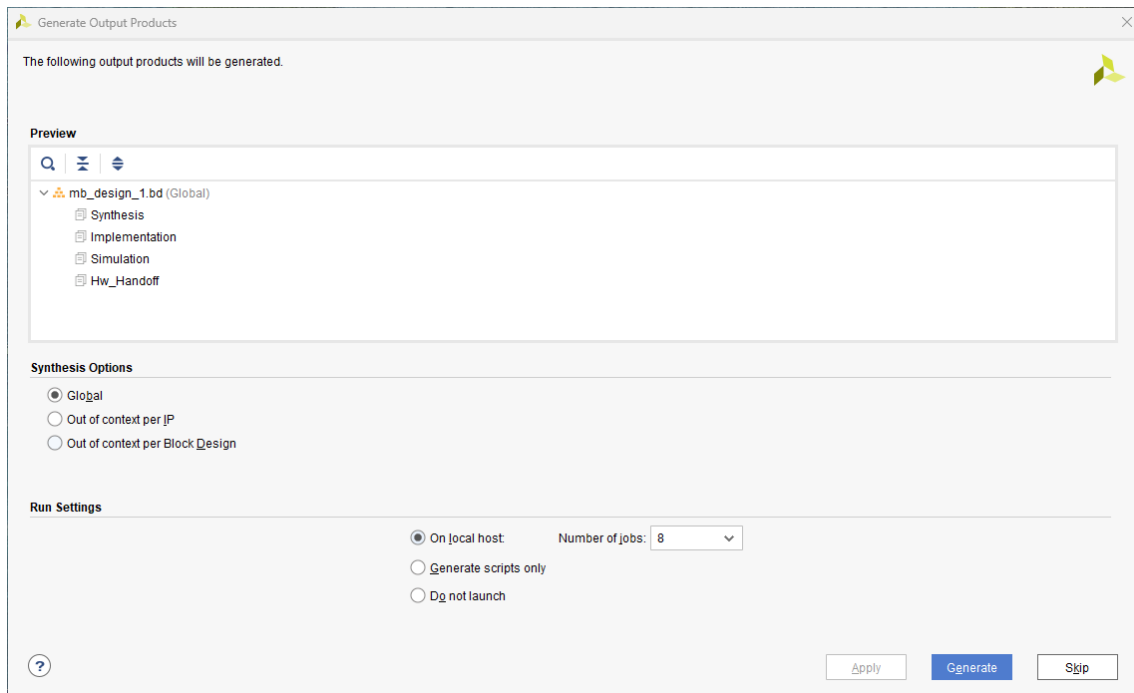 Generate Output Products
The following output products will be generated.
Preview
mb_design_1.bd (Global)
Synthesis
Implementation
Simulation
Hw_Handoff
Synthesis Options
Global
Out of context per IP
Out of context per Block Design
Run Settings
On local host: Number of jobs: 8
Generate scripts only
Do not launch
? Apply Generate Skip